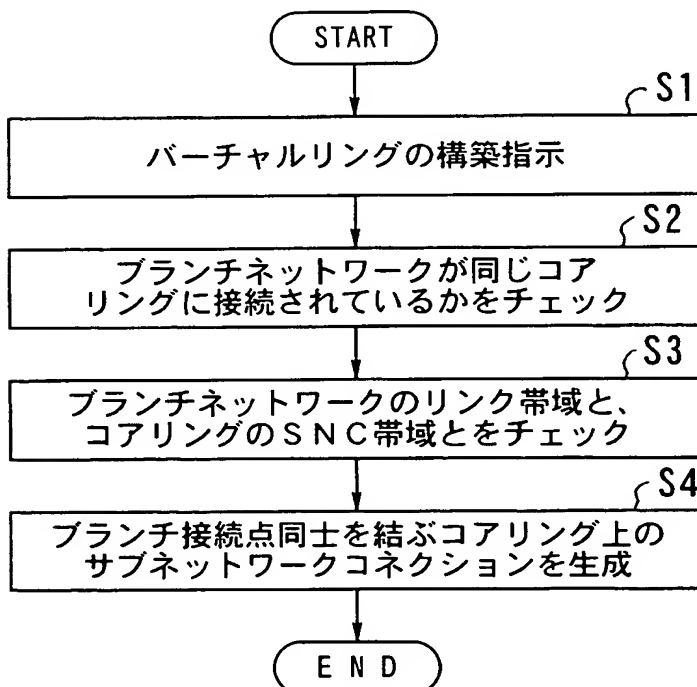 START
S1
バーチャルリングの構築指示
S2
ブランチネットワークが同じコア
リングに接続されているかをチェック
S3
ブランチネットワークのリンク帯域と、
コアリングのSNC帯域とをチェック
S4
ブランチ接続点同士を結ぶコアリング上の
サブネットワークコネクションを生成
END